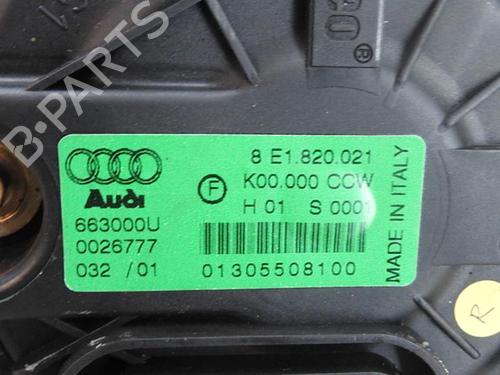 B-PARTS
Audi
663000U
0026777
032 / 01
8 E1.820.021
F
K00.000 CCW
H 01 S 0001
01305508100
MADE IN ITALY
R